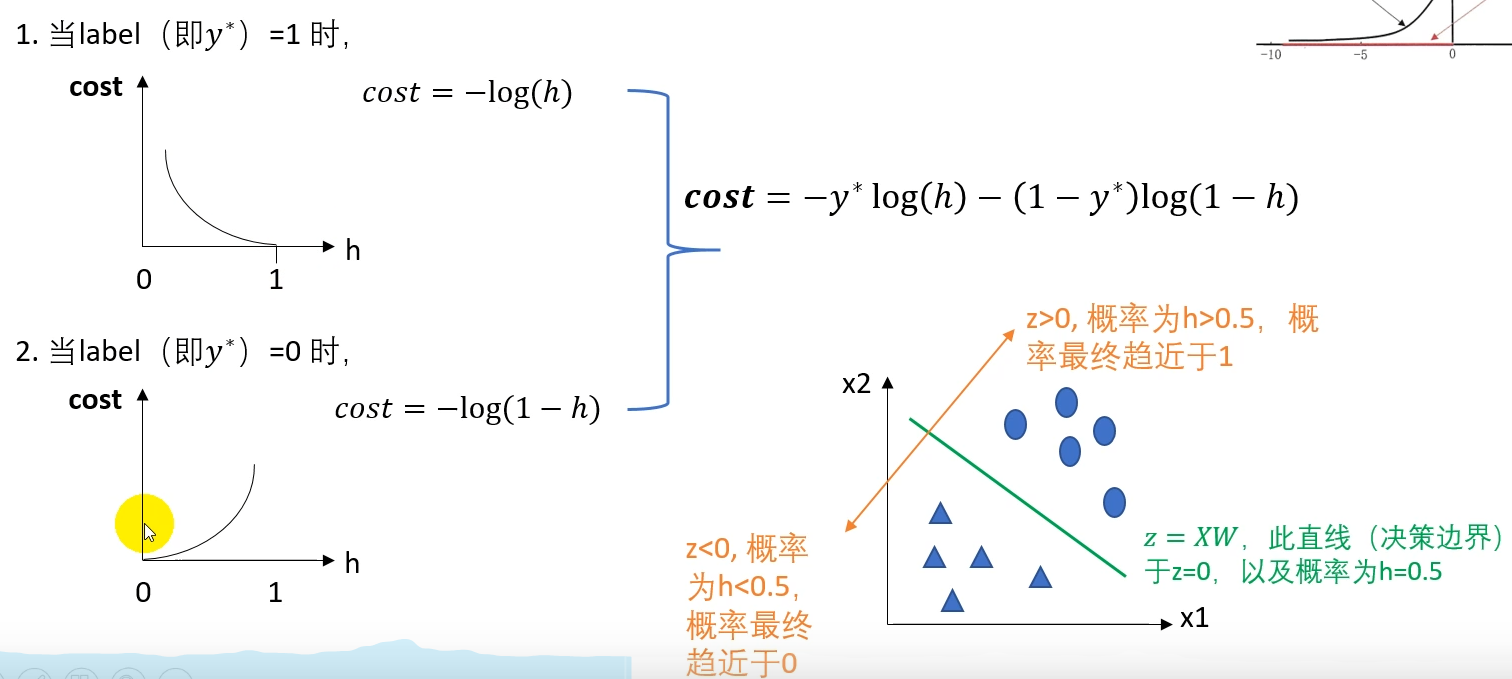 1. 当label（即y*）=1 时，
cost
cost = −log(h)
h
0
1
-10
-5
0
cost = −y* log(h) − (1 − y*)log(1 − h)
2. 当label（即y*）=0 时，
cost
cost = −log(1 − h)
h
0
1
z>0, 概率为h>0.5， 概
率最终趋近于1
x2
z<0, 概率
为h<0.5，
概率最终
趋近于0
z = XW，此直线（决策边界）
于z=0， 以及概率为h=0.5
x1